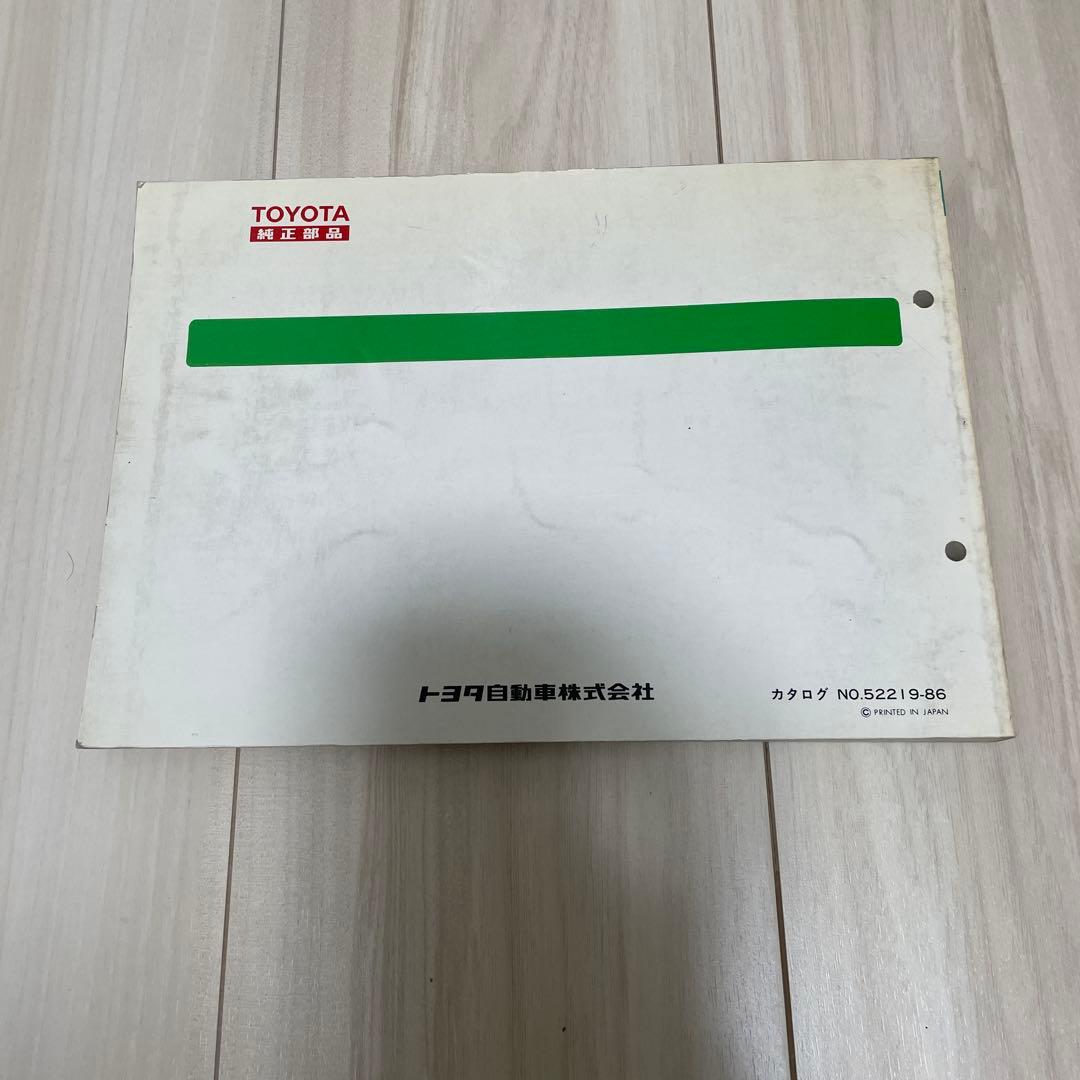 TOYOTA
純正部品
トヨタ自動車株式会社
カタログ NO.52219-86
© PRINTED IN JAPAN